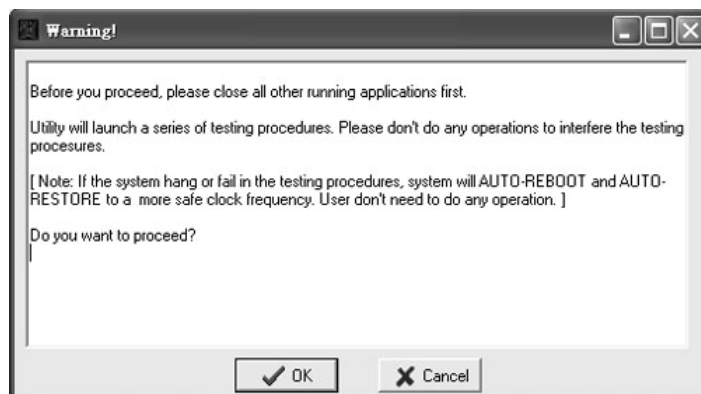 Warning!
Before you proceed, please close all other running applications first.
Utility will launch a series of testing procedures. Please don't do any operations to interfere the testing
procesures.
[ Note: If the system hang or fail in the testing procedures, system will AUTO-REBOOT and AUTO-
RESTORE to a more safe clock frequency. User don't need to do any operation. ]
Do you want to proceed?
OK
Cancel